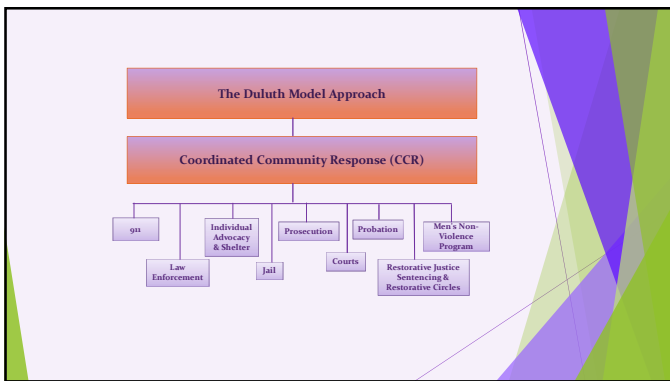 The Duluth Model Approach
Coordinated Community Response (CCR)
911
Law
Enforcement
Individual
Advocacy
& Shelter
Jail
Prosecution
Courts
Probation
Restorative Justice
Sentencing &
Restorative Circles
Men's Non-
Violence
Program